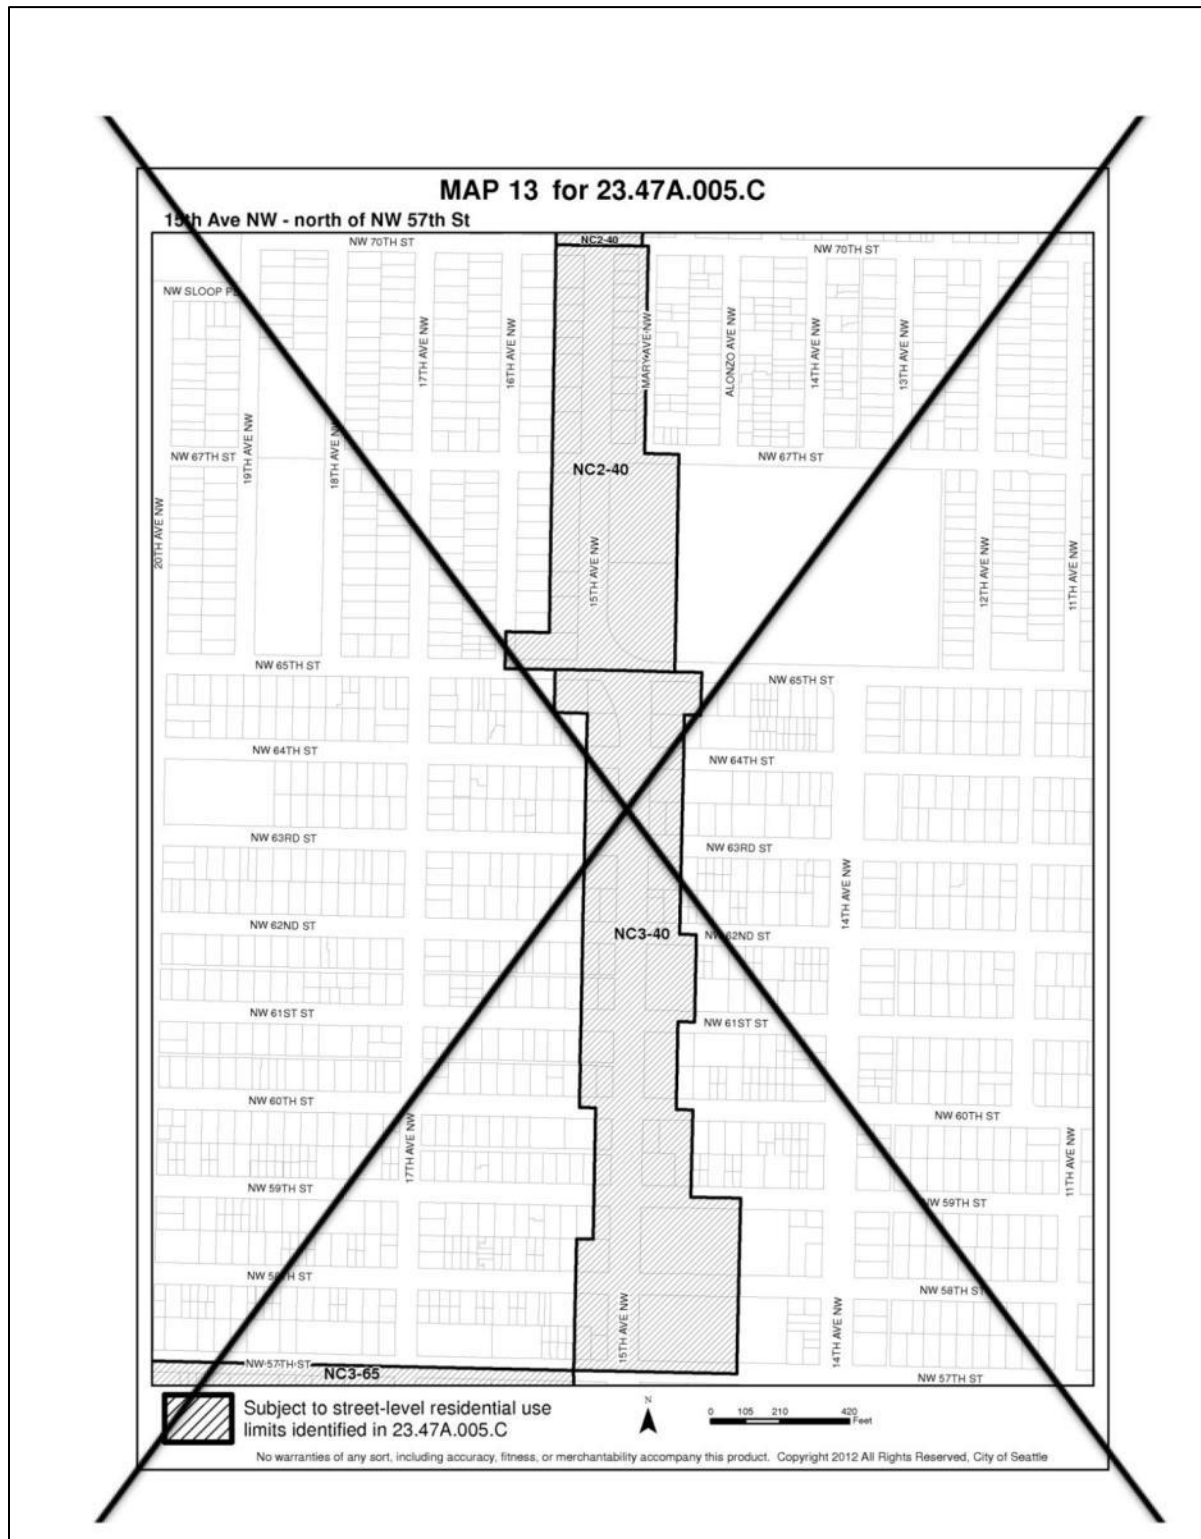 MAP 13 for 23.47A.005.C
15th Ave NW - north of NW 57th St
NW 70TH ST
NC2-40
NW 70TH ST
NW SLOOP PL
17TH AVE NW
16TH AVE NW
MARY AVE NW
ALONZO AVE NW
14TH AVE NW
13TH AVE NW
NW 67TH ST
19TH AVE NW
18TH AVE NW
NC2-40
NW 67TH ST
20TH AVE NW
15TH AVE NW
12TH AVE NW
11TH AVE NW
NW 65TH ST
NW 65TH ST
NW 64TH ST
NW 64TH ST
NW 63RD ST
NW 63RD ST
14TH AVE NW
NW 62ND ST
NC3-40
NW 62ND ST
NW 61ST ST
NW 61ST ST
NW 60TH ST
NW 60TH ST
17TH AVE NW
11TH AVE NW
NW 59TH ST
NW 59TH ST
NW 58TH ST
NW 58TH ST
15TH AVE NW
14TH AVE NW
NW 57TH ST
NC3-65
NW 57TH ST
Subject to street-level residential use
limits identified in 23.47A.005.C
N
0 105 210 420
Feet
No warranties of any sort, including accuracy, fitness, or merchantability accompany this product. Copyright 2012 All Rights Reserved, City of Seattle